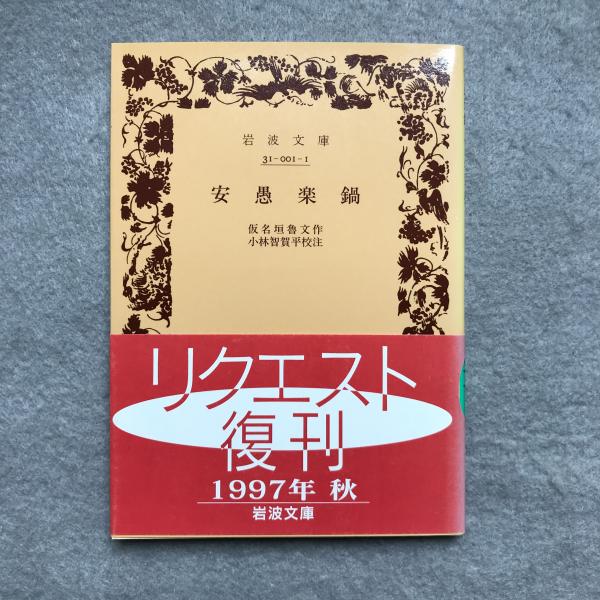 岩波文庫
31-001-1
安愚楽鍋
仮名垣魯文作
小林智賀平校注
リクエスト
復刊
1997年 秋
岩波文庫